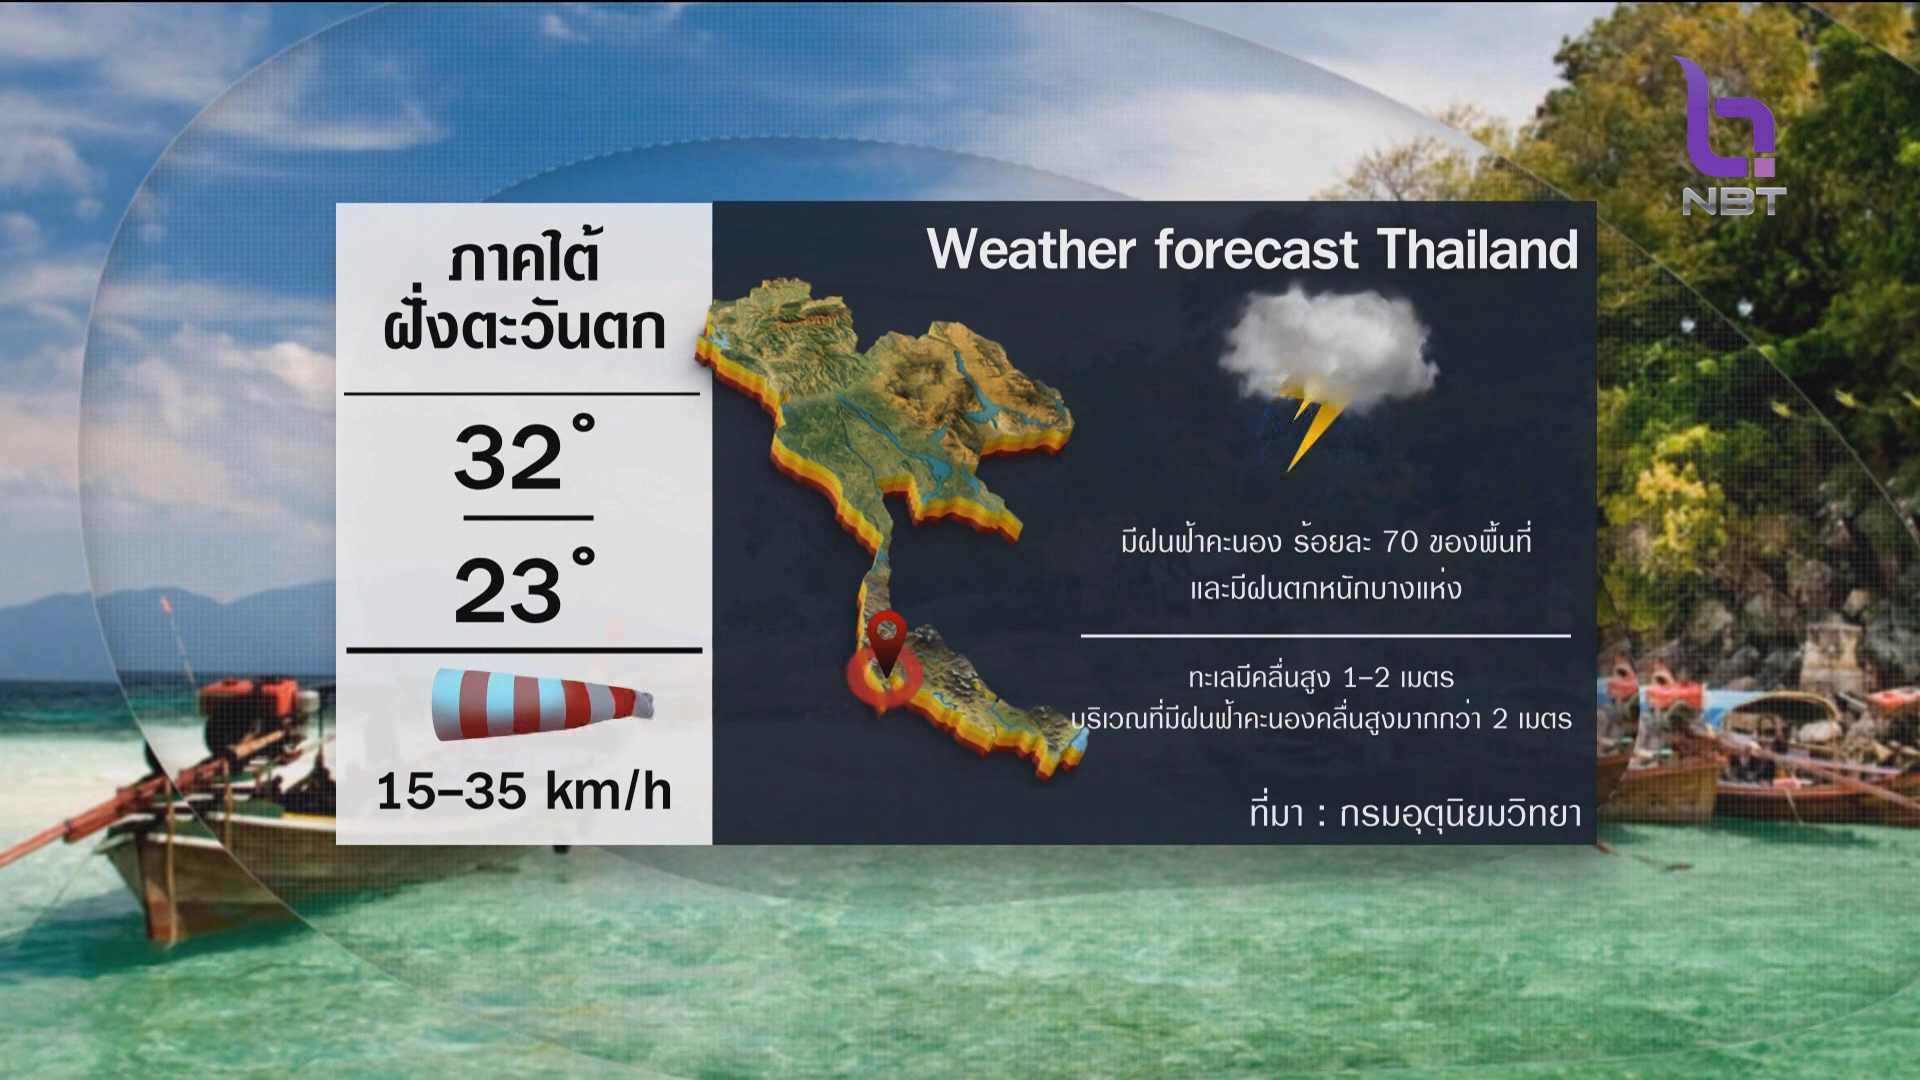 NBT
ภาคใต้
ฝั่งตะวันตก
32°
23°
15-35 km/h
Weather forecast Thailand
มีฝนฟ้าคะนอง ร้อยละ 70 ของพื้นที่
และมีฝนตกหนักบางแห่ง
ทะเลมีคลื่นสูง 1-2 เมตร
บริเวณที่มีฝนฟ้าคะนองคลื่นสูงมากกว่า 2 เมตร
ที่มา : กรมอุตุนิยมวิทยา